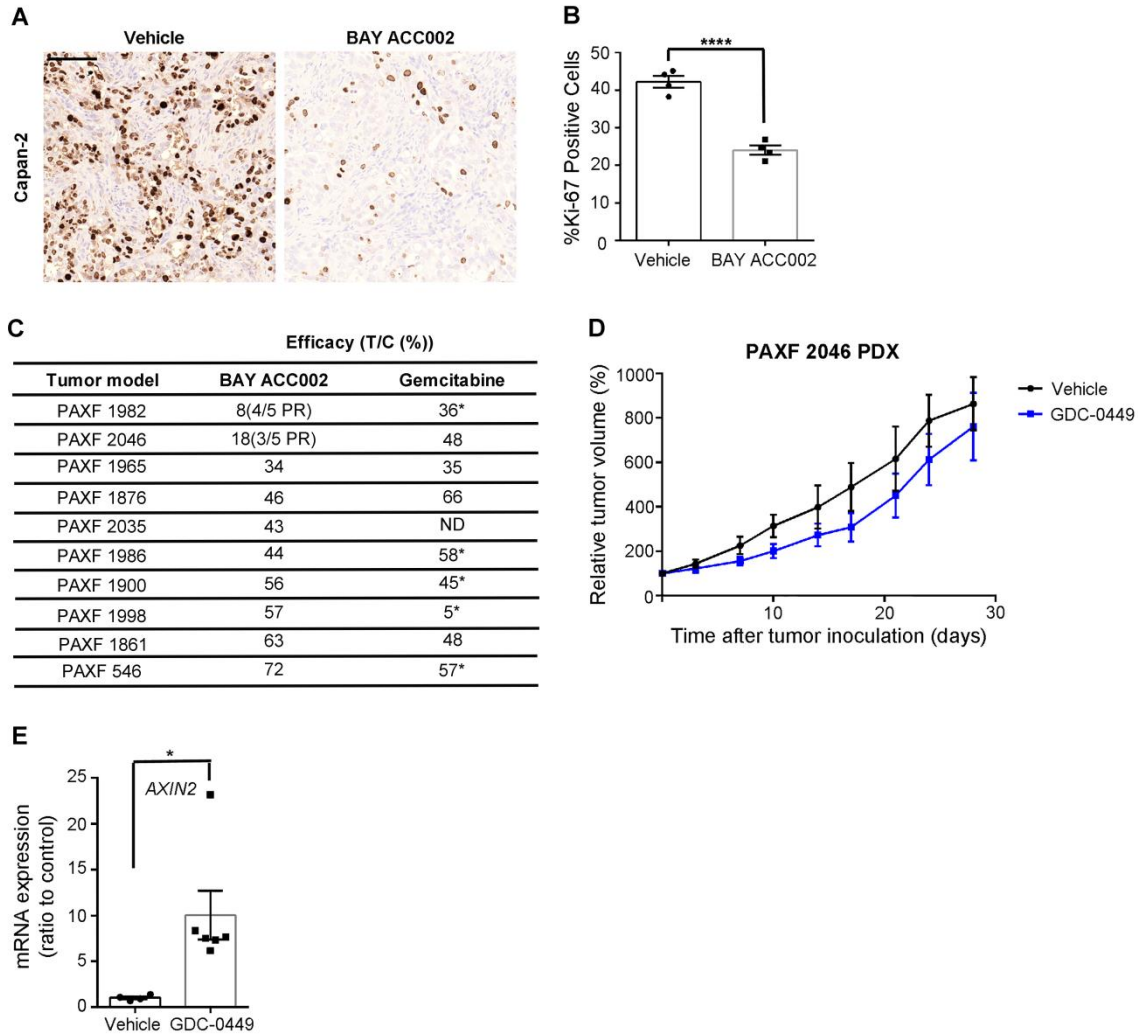 A
Vehicle
BAY ACC002
Capan-2
B
****
%Ki-67 Positive Cells
50
40
30
20
10
0
Vehicle
BAY ACC002
C
Efficacy (T/C (%))
Tumor model BAY ACC002 Gemcitabine
PAXF 1982 8(4/5 PR) 36*
PAXF 2046 18(3/5 PR) 48
PAXF 1965 34 35
PAXF 1876 46 66
PAXF 2035 43 ND
PAXF 1986 44 58*
PAXF 1900 56 45*
PAXF 1998 57 5*
PAXF 1861 63 48
PAXF 546 72 57*
D
PAXF 2046 PDX
Relative tumor volume (%)
1000
800
600
400
200
0
10 20 30
Time after tumor inoculation (days)
Vehicle
GDC-0449
E
*
AXIN2
mRNA expression
(ratio to control)
25
20
15
10
5
0
Vehicle GDC-0449